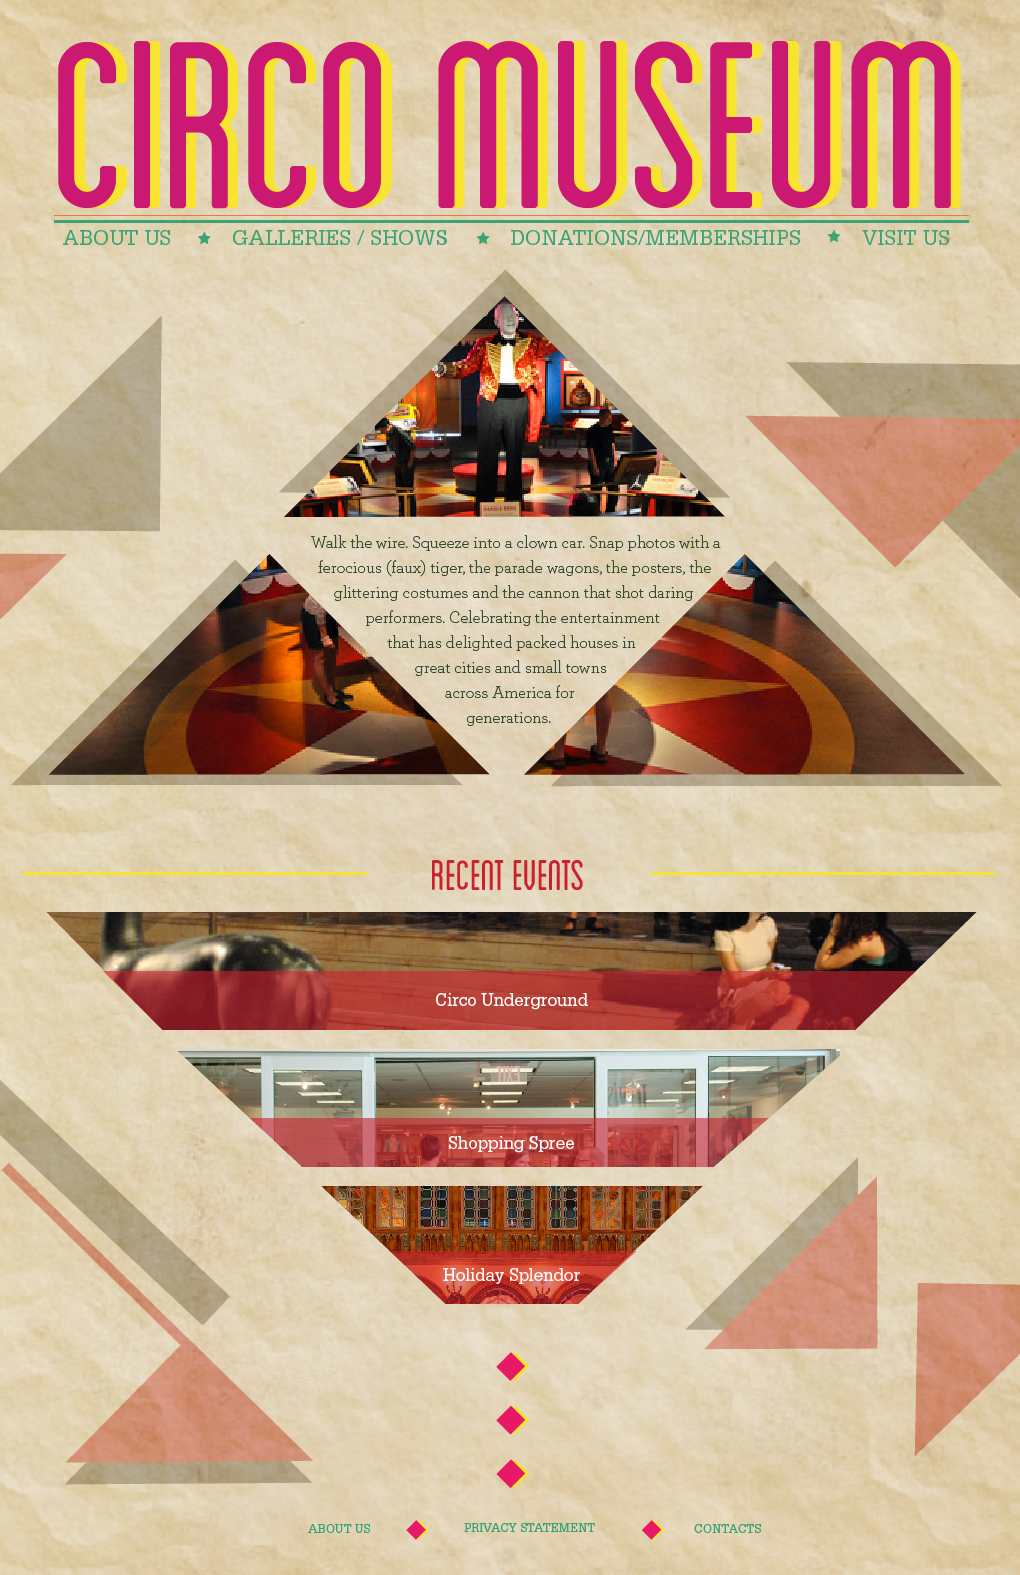 CIRCO MUSEUM
ABOUT US ★ GALLERIES / SHOWS ★ DONATIONS/MEMBERSHIPS ★ VISIT US
Walk the wire. Squeeze into a clown car. Snap photos with a
ferocious (faux) tiger, the parade wagons, the posters, the
glittering costumes and the cannon that shot daring
performers. Celebrating the entertainment
that has delighted packed houses in
great cities and small towns
across America for
generations.
RECENT EVENTS
Circo Underground
Shopping Spree
Holiday Splendor
ABOUT US
PRIVACY STATEMENT
CONTACTS